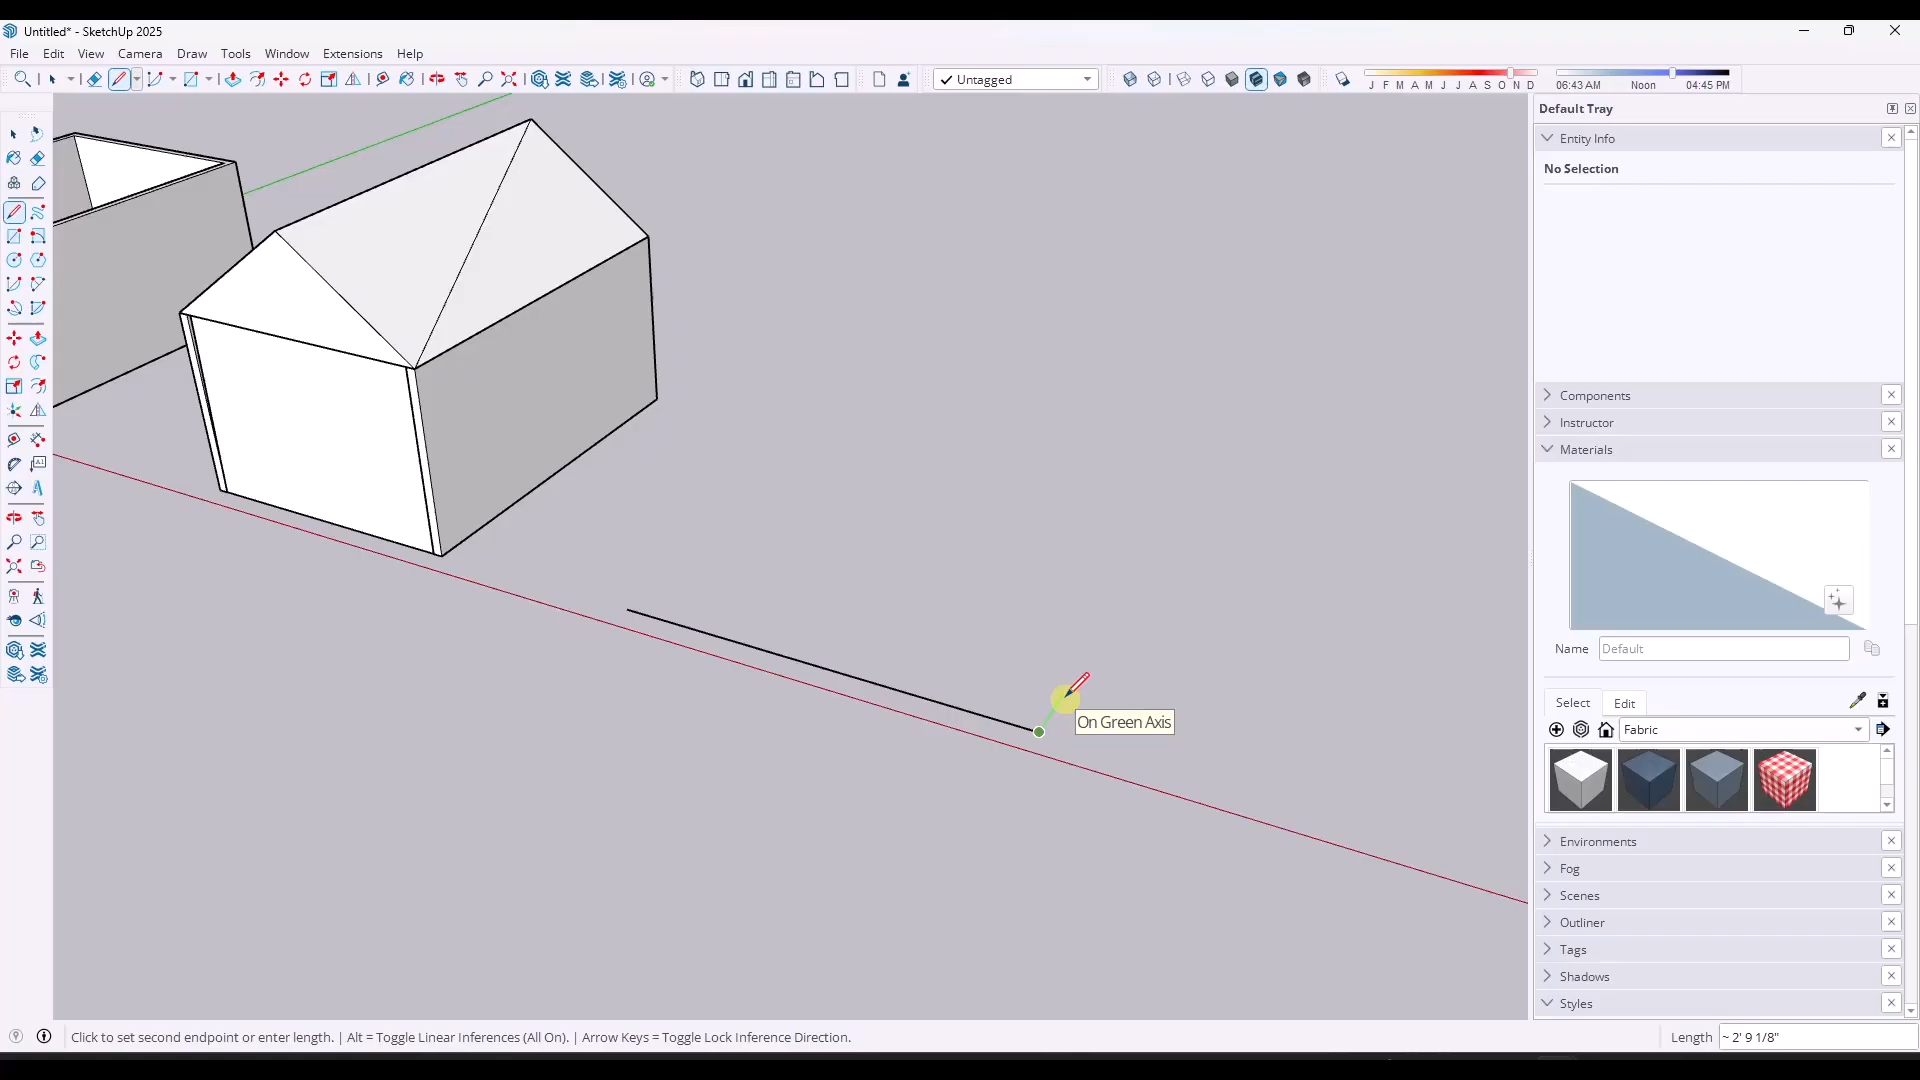 Untitled* - SketchUp 2025
File Edit View Camera Draw Tools Window Extensions Help
Untagged
J F M A M J J A S O N D
06:43 AM Noon 04:45 PM
Default Tray
Entity Info
No Selection
Components
Instructor
Materials
Name Default
Select Edit
Fabric
Environments
Fog
Scenes
Outliner
Tags
Shadows
Styles
On Green Axis
A1
A
Click to set second endpoint or enter length. | Alt = Toggle Linear Inferences (All On). | Arrow Keys = Toggle Lock Inference Direction.
Length ~ 2' 9 1/8"